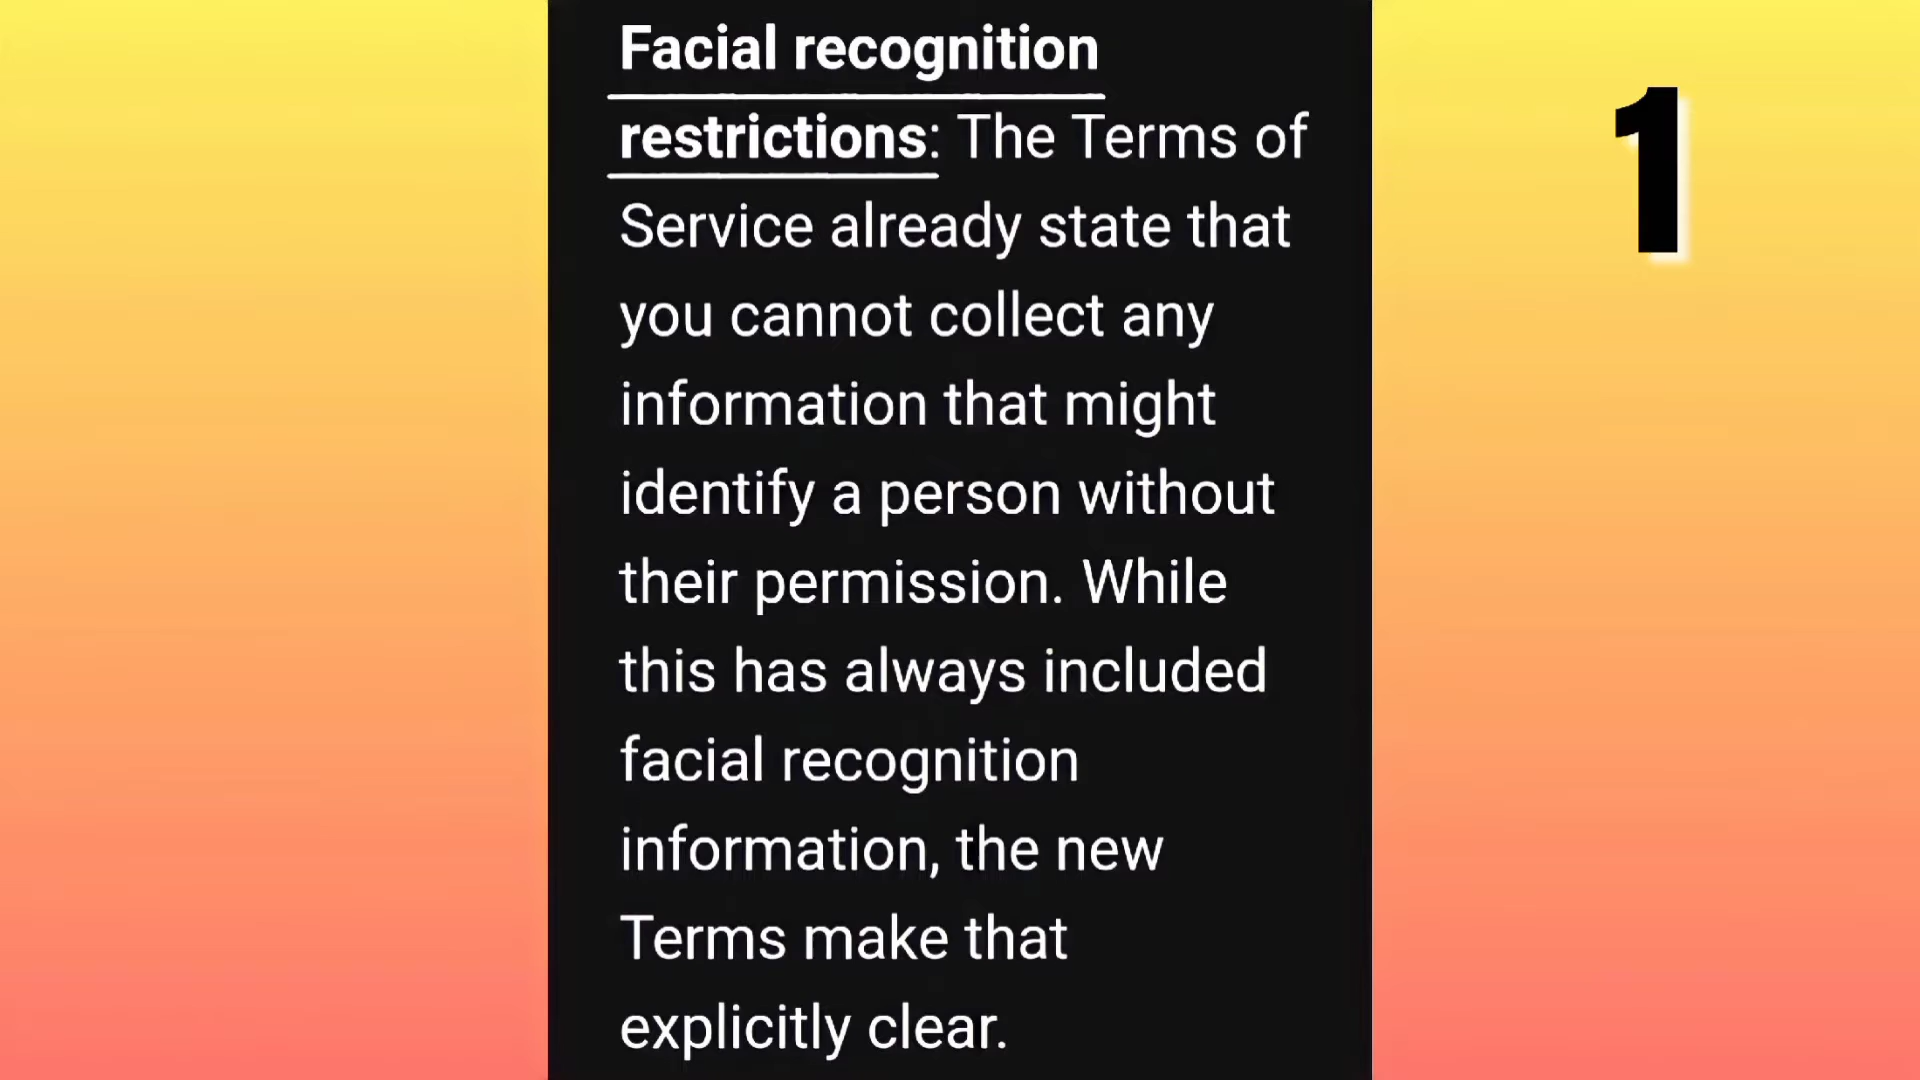 Facial recognition
restrictions: The Terms of
Service already state that
you cannot collect any
information that might
identify a person without
their permission. While
this has always included
facial recognition
information, the new
Terms make that
explicitly clear.
1